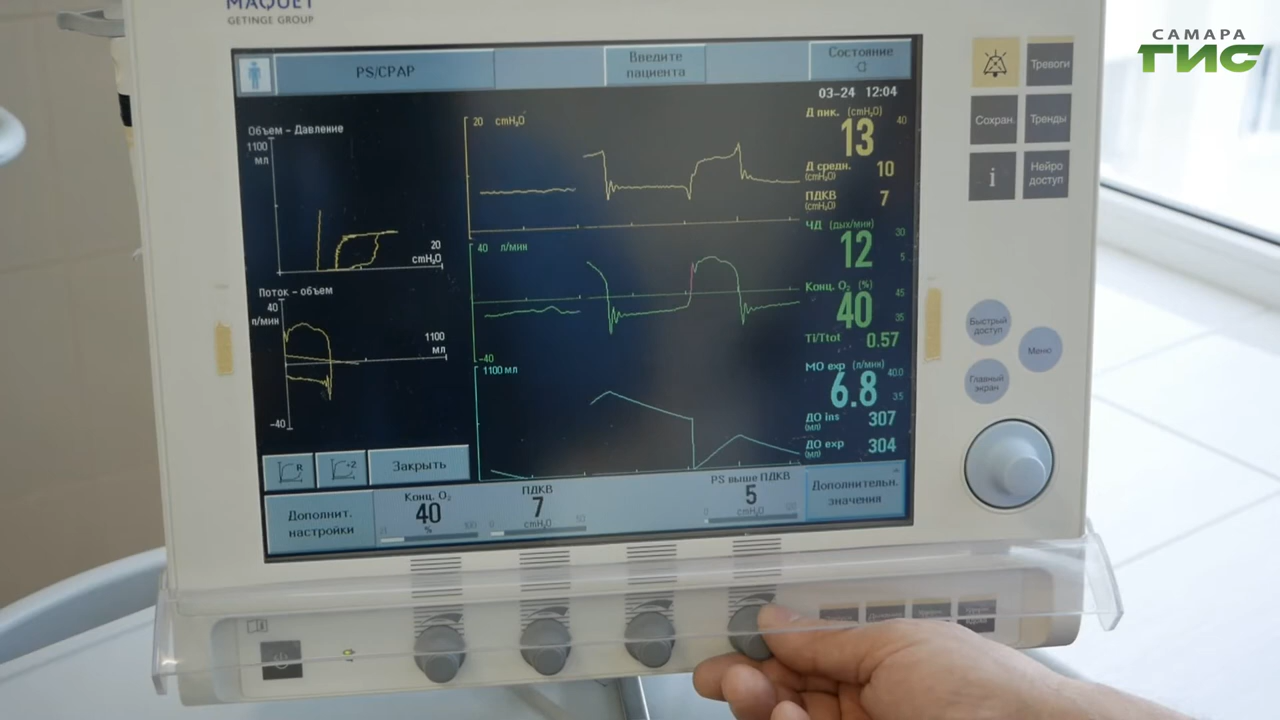 MAQUET
GETINGE GROUP
САМАРА
ГИС
PS/CPAP
Введите
пациента
Состояние
03-24 12:04
Объем - Давление
1100
мл
20
cmH₂O
Поток - объем
40
л/мин
1100
мл
-40
20 cmH₂O
40 л/мин
-40
1100 мл
Д пик. (cmH₂O)
13 40
Д средн.
(cmH₂O) 10
ПДКВ
(cmH₂O) 7
ЧД (дых/мин)
12 30
5
Конц. O₂ (%)
40 45
35
Ti/Ttot 0.57
МО exp (л/мин)
6.8 40.0
3.5
ДО ins
(мл) 307
ДО exp
(мл) 304
R
Закрыть
Дополнит.
настройки
Конц. O₂
40
%
ПДКВ
7
cmH₂O
PS выше ПДКВ
5
cmH₂O
Дополнительн.
значения
Тревоги
Сохран.
Тренды
i
Нейро
доступ
Быстрый
доступ
Меню
Главный
экран